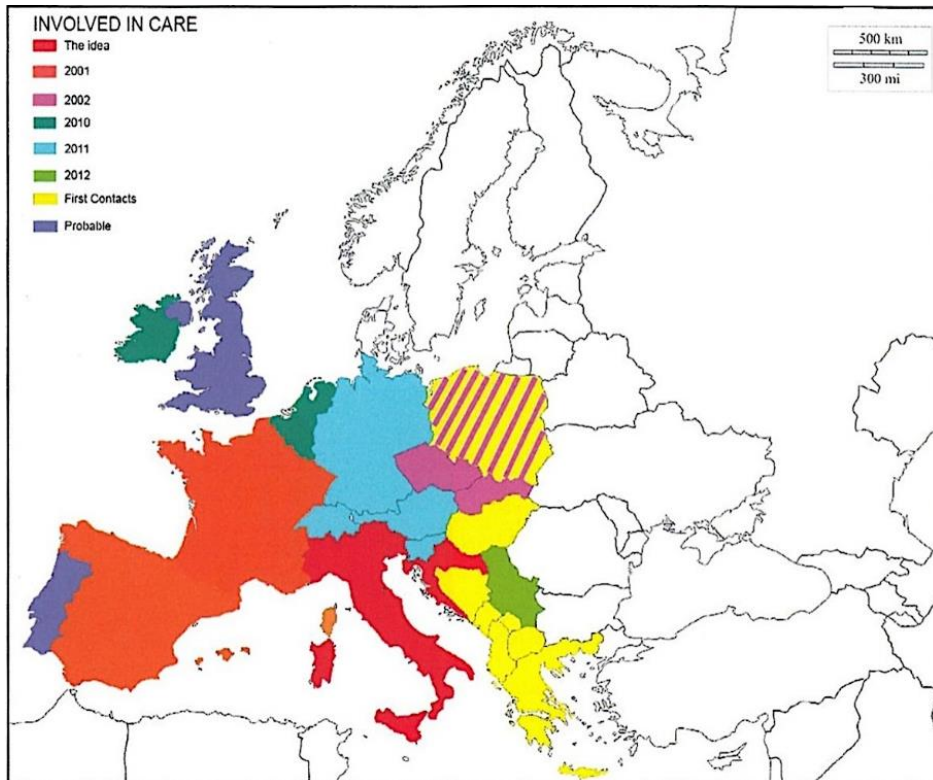 INVOLVED IN CARE
The idea
2001
2002
2010
2011
2012
First Contacts
Probable
500 km
300 mi